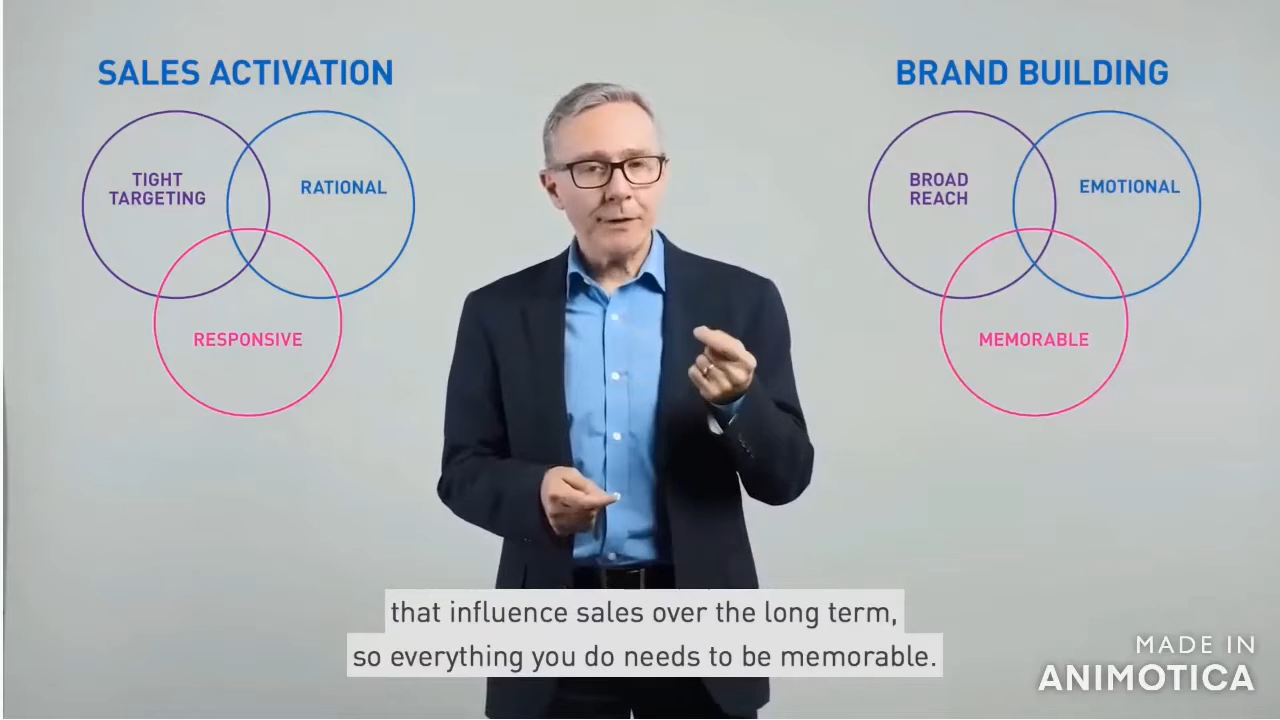 SALES ACTIVATION
TIGHT
TARGETING
RATIONAL
RESPONSIVE
BRAND BUILDING
BROAD
REACH
EMOTIONAL
MEMORABLE
that influence sales over the long term,
so everything you do needs to be memorable.
MADE IN
ANIMOTICA